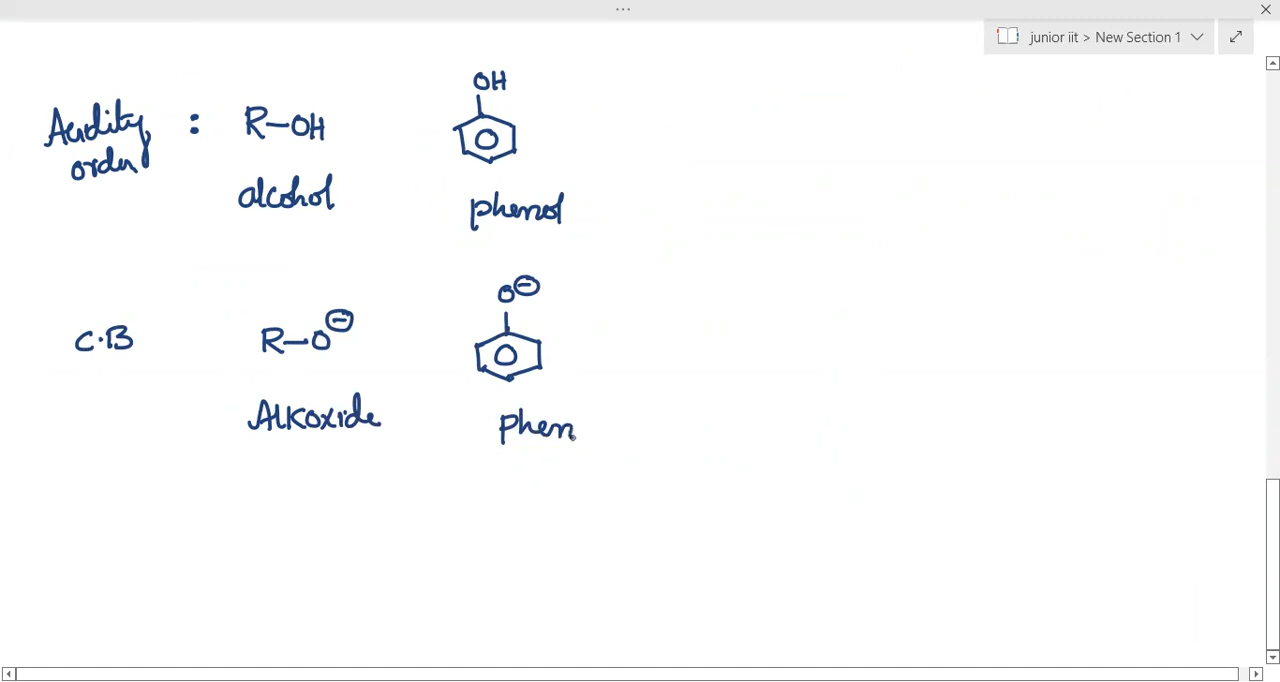 junior iit > New Section 1
OH
Acidity : R-OH
order
alcohol phenol
O⊖
C.B R-O⊖
Alkoxide phen